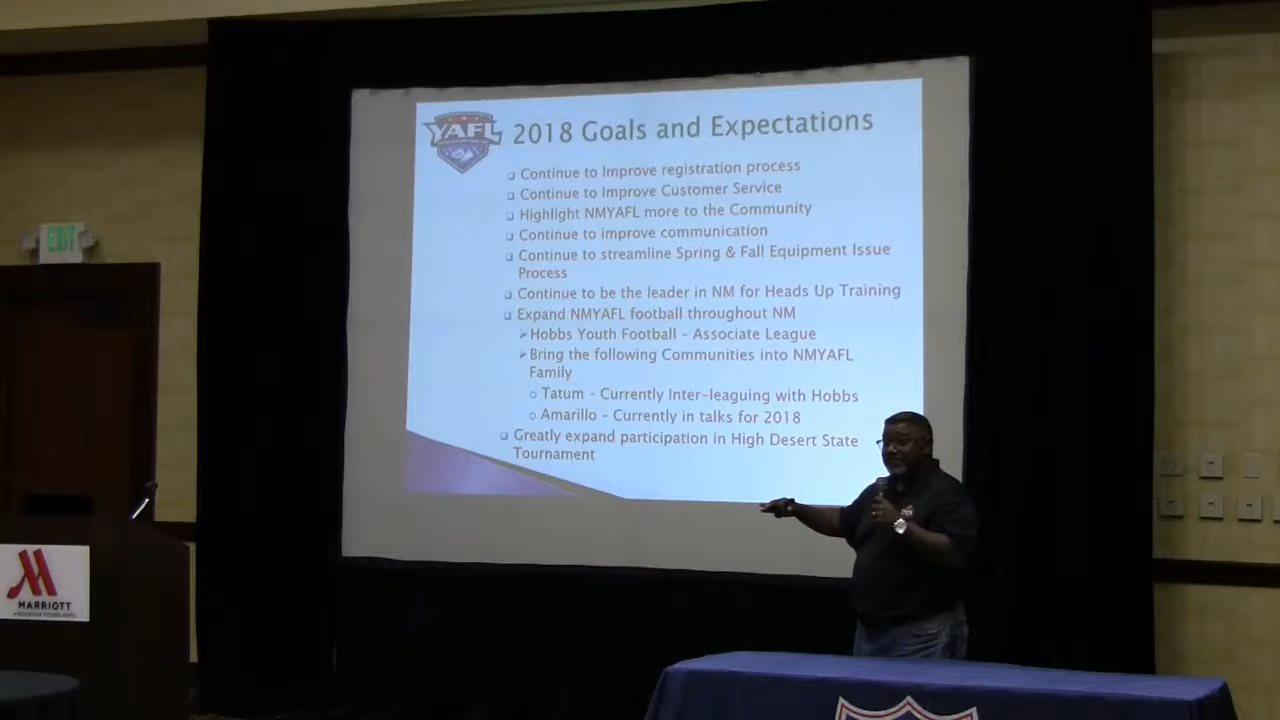 YAFL
2018 Goals and Expectations
Continue to Improve registration process
Continue to Improve Customer Service
Highlight NMYAFL more to the Community
Continue to improve communication
Continue to streamline Spring & Fall Equipment Issue
Process
Continue to be the leader in NM for Heads Up Training
Expand NMYAFL football throughout NM
Hobbs Youth Football - Associate League
Bring the following Communities into NMYAFL
Family
Tatum - Currently Inter-leaguing with Hobbs
Amarillo - Currently in talks for 2018
Greatly expand participation in High Desert State
Tournament
EXIT
MARRIOTT